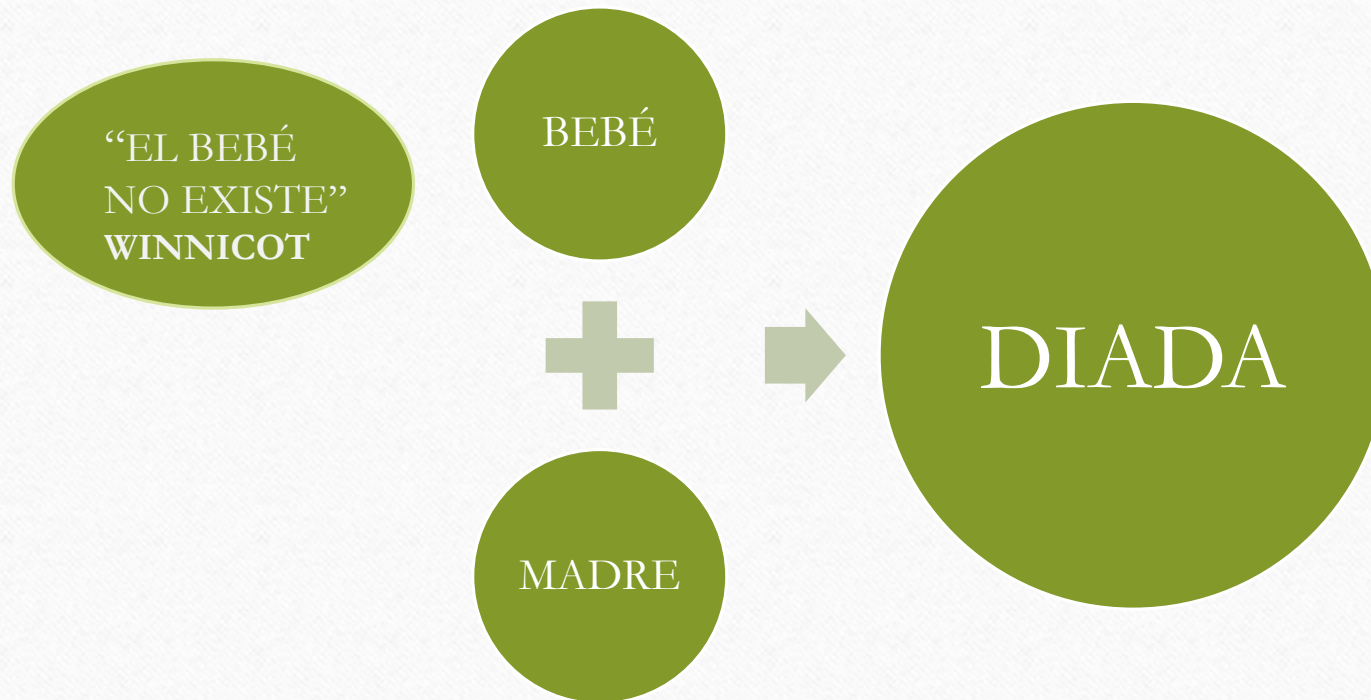 “EL BEBÉ
NO EXISTE”
WINNICOT
BEBÉ
MADRE
DIADA